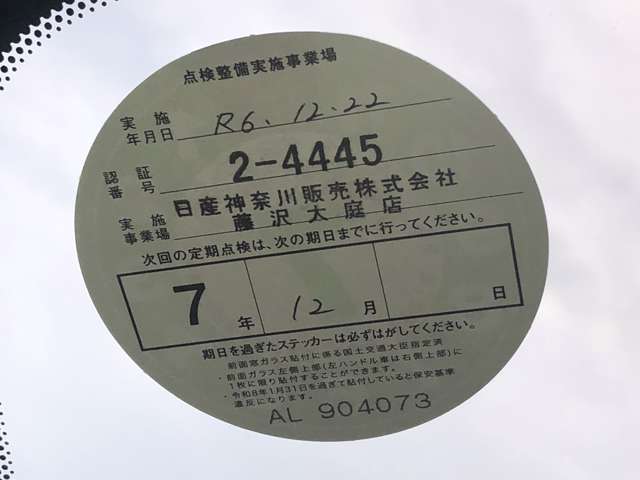 点検整備実施事業場
実施
年月日 R6.12.22
認証
番号 2-4445
実施
事業場 日産神奈川販売株式会社
藤沢大庭店
次回の定期点検は、次の期日までに行ってください。
7年 12月 日
期日を過ぎたステッカーは必ずはがしてください。
前面窓ガラス貼付に係る国土交通大臣指定済
・前面ガラス左側上部(左ハンドル車は右側上部)に
1枚に限り貼付することができます。
・令和8年1月31日を過ぎて貼付していると保安基準
違反になります。
AL 904073